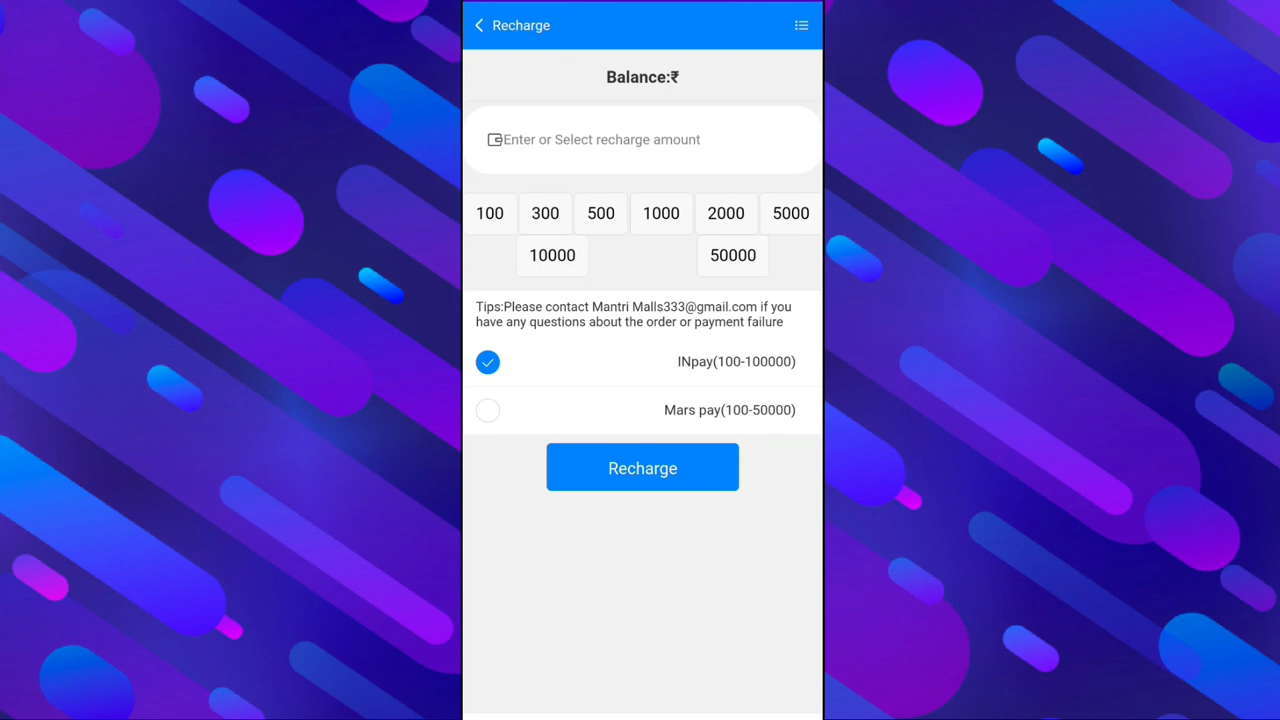 Recharge
Balance:₹
Enter or Select recharge amount
100 300 500 1000 2000 5000
10000 50000
Tips:Please contact Mantri Malls333@gmail.com if you
have any questions about the order or payment failure
INpay(100-100000)
Mars pay(100-50000)
Recharge